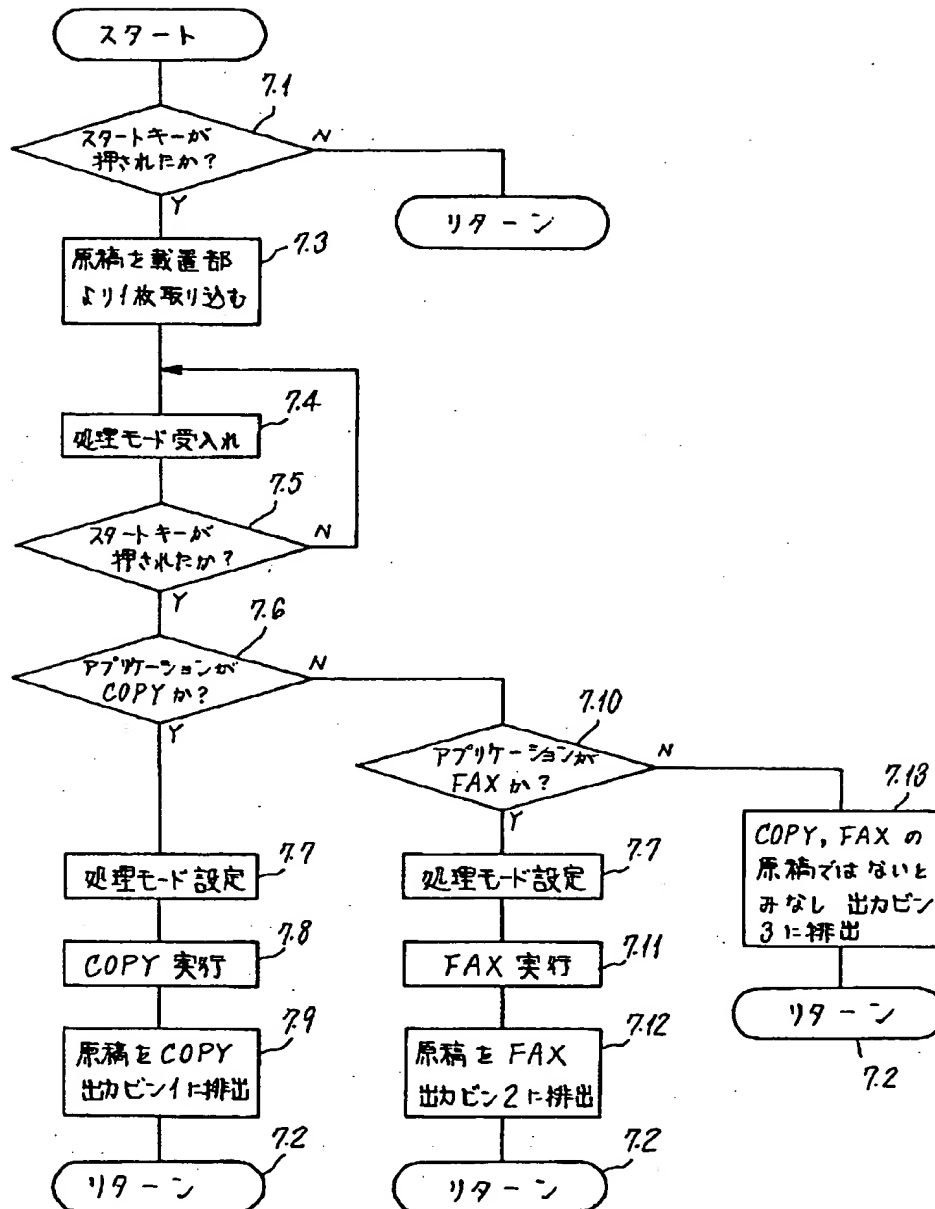 スタート
7.1
スタートキーが
押されたか?
N
Y
リターン
7.3
原稿を載置部
より1枚取り込む
7.4
処理モード受入れ
7.5
スタートキーが
押されたか?
N
Y
7.6
アプリケーションが
COPYか?
N
Y
7.10
アプリケーションが
FAXか?
N
Y
7.13
COPY, FAXの
原稿ではないと
みなし 出力ビン
3に排出
リターン
7.2
7.7
処理モード設定
7.8
COPY 実行
7.9
原稿をCOPY
出力ビン1に排出
7.2
リターン
7.7
処理モード設定
7.11
FAX 実行
7.12
原稿をFAX
出力ビン2に排出
7.2
リターン